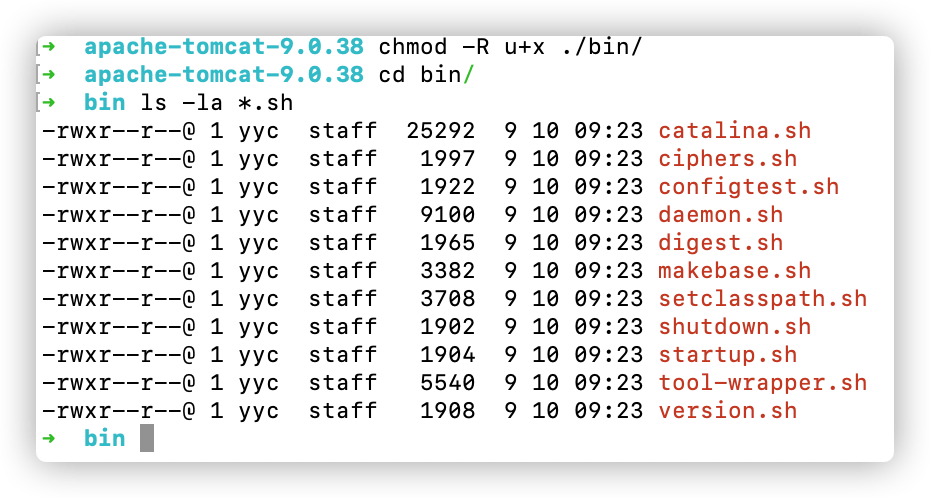 ➜  apache-tomcat-9.0.38 chmod -R u+x ./bin/
➜  apache-tomcat-9.0.38 cd bin/
➜  bin ls -la *.sh
-rwxr--r--@ 1 yyc  staff  25292  9 10 09:23 catalina.sh
-rwxr--r--@ 1 yyc  staff   1997  9 10 09:23 ciphers.sh
-rwxr--r--@ 1 yyc  staff   1922  9 10 09:23 configtest.sh
-rwxr--r--@ 1 yyc  staff   9100  9 10 09:23 daemon.sh
-rwxr--r--@ 1 yyc  staff   1965  9 10 09:23 digest.sh
-rwxr--r--@ 1 yyc  staff   3382  9 10 09:23 makebase.sh
-rwxr--r--@ 1 yyc  staff   3708  9 10 09:23 setclasspath.sh
-rwxr--r--@ 1 yyc  staff   1902  9 10 09:23 shutdown.sh
-rwxr--r--@ 1 yyc  staff   1904  9 10 09:23 startup.sh
-rwxr--r--@ 1 yyc  staff   5540  9 10 09:23 tool-wrapper.sh
-rwxr--r--@ 1 yyc  staff   1908  9 10 09:23 version.sh
➜  bin